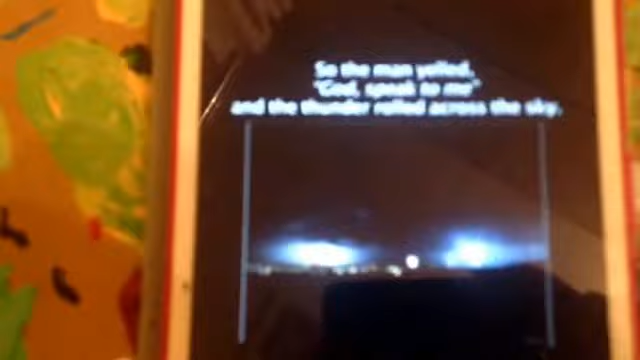 So the man yelled,
"God, speak to me"
and the thunder rolled across the sky.